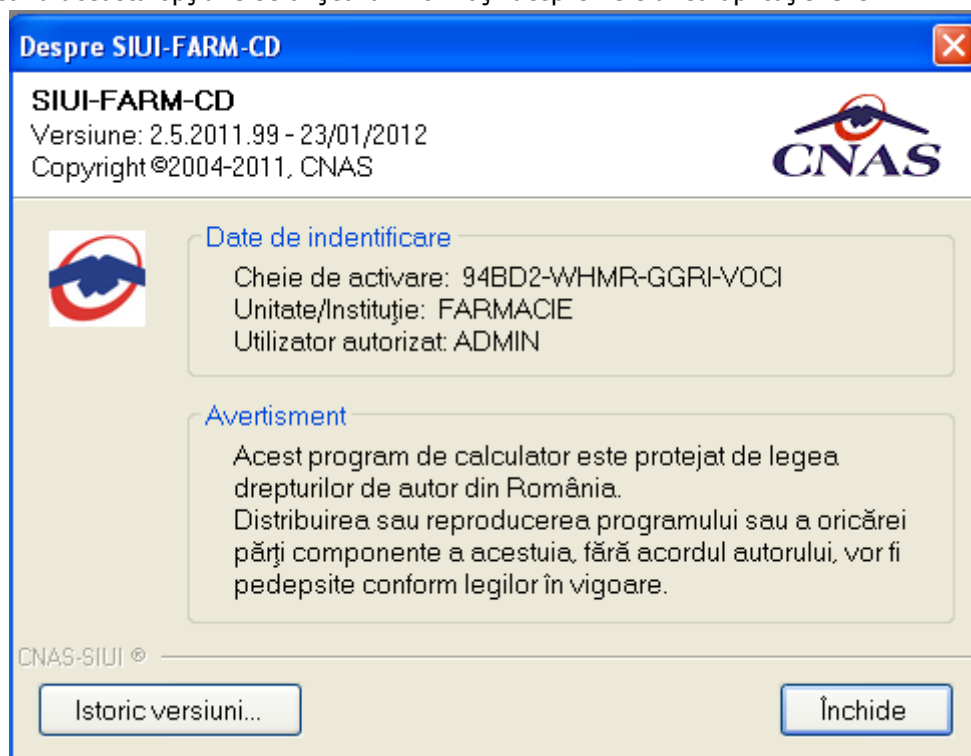 Despre SIUI-FARM-CD
SIUI-FARM-CD
Versiune: 2.5.2011.99 - 23/01/2012
Copyright ©2004-2011, CNAS
CNAS
Date de indentificare
Cheie de activare: 94BD2-WHMR-GGRI-VOCI
Unitate/Instituţie: FARMACIE
Utilizator autorizat: ADMIN
Avertisment
Acest program de calculator este protejat de legea
drepturilor de autor din România.
Distribuirea sau reproducerea programului sau a oricărei
părţi componente a acestuia, fără acordul autorului, vor fi
pedepsite conform legilor în vigoare.
CNAS-SIUI ®
Istoric versiuni...
Închide